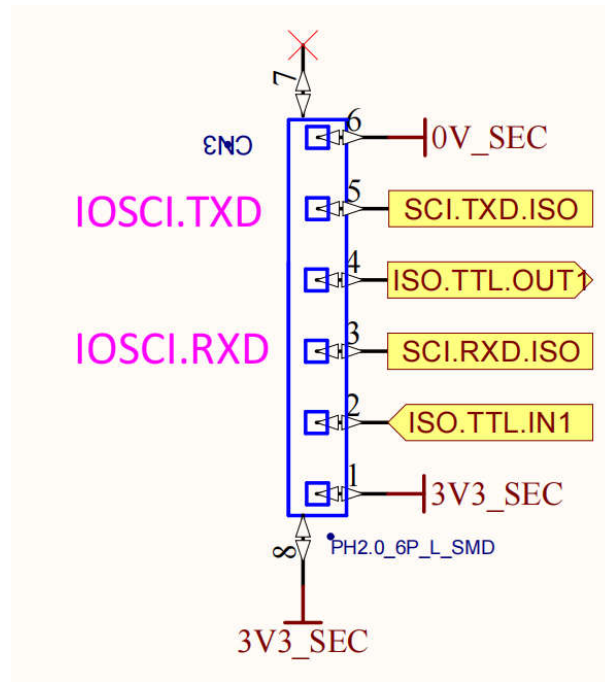 7
CN3
6
0V_SEC
IOSCI.TXD
5
SCI.TXD.ISO
4
ISO.TTL.OUT1
IOSCI.RXD
3
SCI.RXD.ISO
2
ISO.TTL.IN1
1
3V3_SEC
8
PH2.0_6P_L_SMD
3V3_SEC